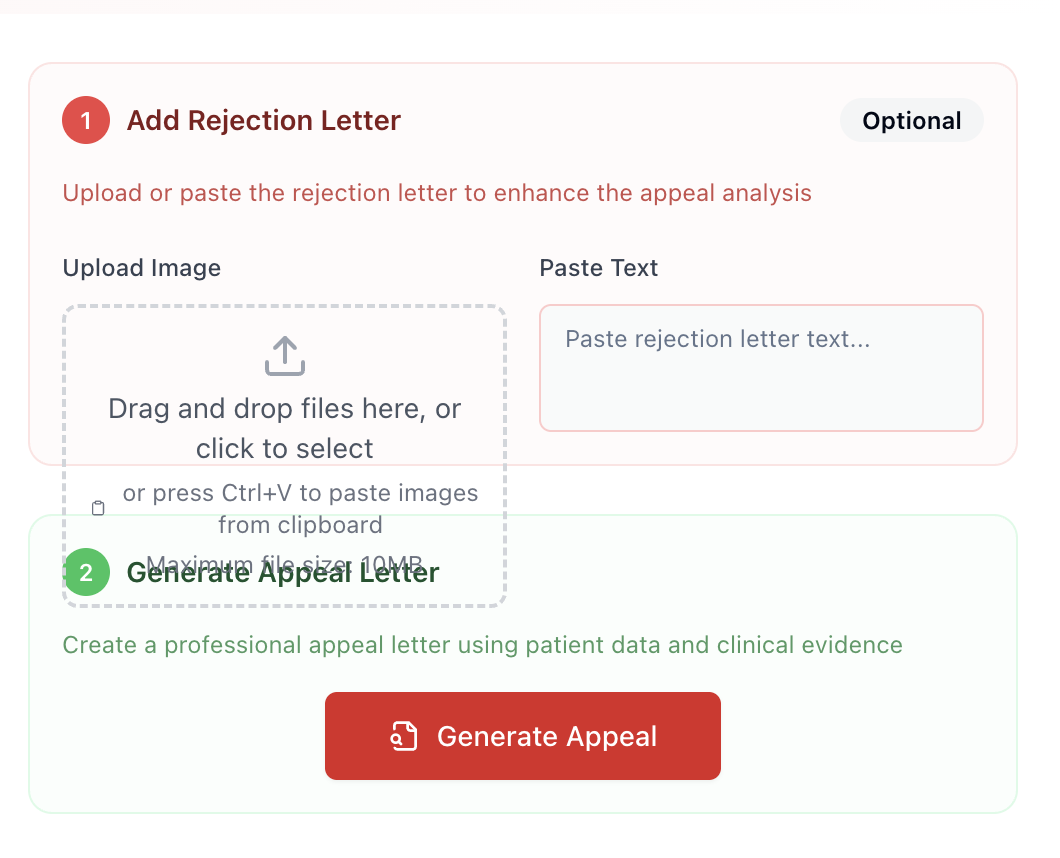 1 Add Rejection Letter
Optional
Upload or paste the rejection letter to enhance the appeal analysis
Upload Image
Drag and drop files here, or
click to select
or press Ctrl+V to paste images
from clipboard
Maximum file size: 10MB
Paste Text
Paste rejection letter text...
2 Generate Appeal Letter
Create a professional appeal letter using patient data and clinical evidence
Generate Appeal